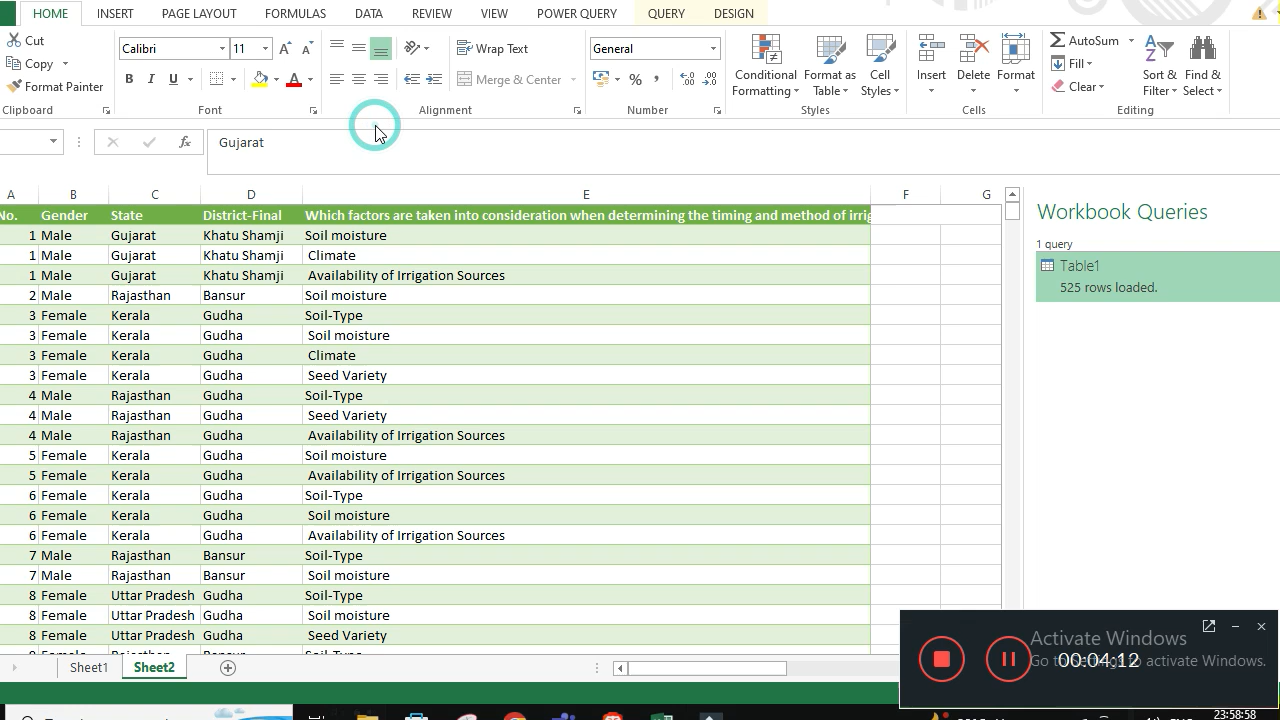 HOME INSERT PAGE LAYOUT FORMULAS DATA REVIEW VIEW POWER QUERY QUERY DESIGN
Cut
Copy
Format Painter
Clipboard
Calibri 11
B I U A
Font
Wrap Text
Merge & Center
Alignment
General
%
Number
Conditional Formatting
Format as Table
Cell Styles
Styles
Insert Delete Format
Cells
AutoSum
Fill
Clear
Sort & Filter
Find & Select
Editing
fx Gujarat
A B C D E F G
No. Gender State District-Final Which factors are taken into consideration when determining the timing and method of irrig
1 Male Gujarat Khatu Shamji Soil moisture
1 Male Gujarat Khatu Shamji Climate
1 Male Gujarat Khatu Shamji Availability of Irrigation Sources
2 Male Rajasthan Bansur Soil moisture
3 Female Kerala Gudha Soil-Type
3 Female Kerala Gudha Soil moisture
3 Female Kerala Gudha Climate
3 Female Kerala Gudha Seed Variety
4 Male Rajasthan Gudha Soil-Type
4 Male Rajasthan Gudha Seed Variety
4 Male Rajasthan Gudha Availability of Irrigation Sources
5 Female Kerala Gudha Soil moisture
5 Female Kerala Gudha Availability of Irrigation Sources
6 Female Kerala Gudha Soil-Type
6 Female Kerala Gudha Soil moisture
6 Female Kerala Gudha Availability of Irrigation Sources
7 Male Rajasthan Bansur Soil-Type
7 Male Rajasthan Bansur Soil moisture
8 Female Uttar Pradesh Gudha Soil-Type
8 Female Uttar Pradesh Gudha Soil moisture
8 Female Uttar Pradesh Gudha Seed Variety
Workbook Queries
1 query
Table1
525 rows loaded.
Sheet1 Sheet2
Activate Windows
Go to Settings to activate Windows.
00:04:12
23:58:58